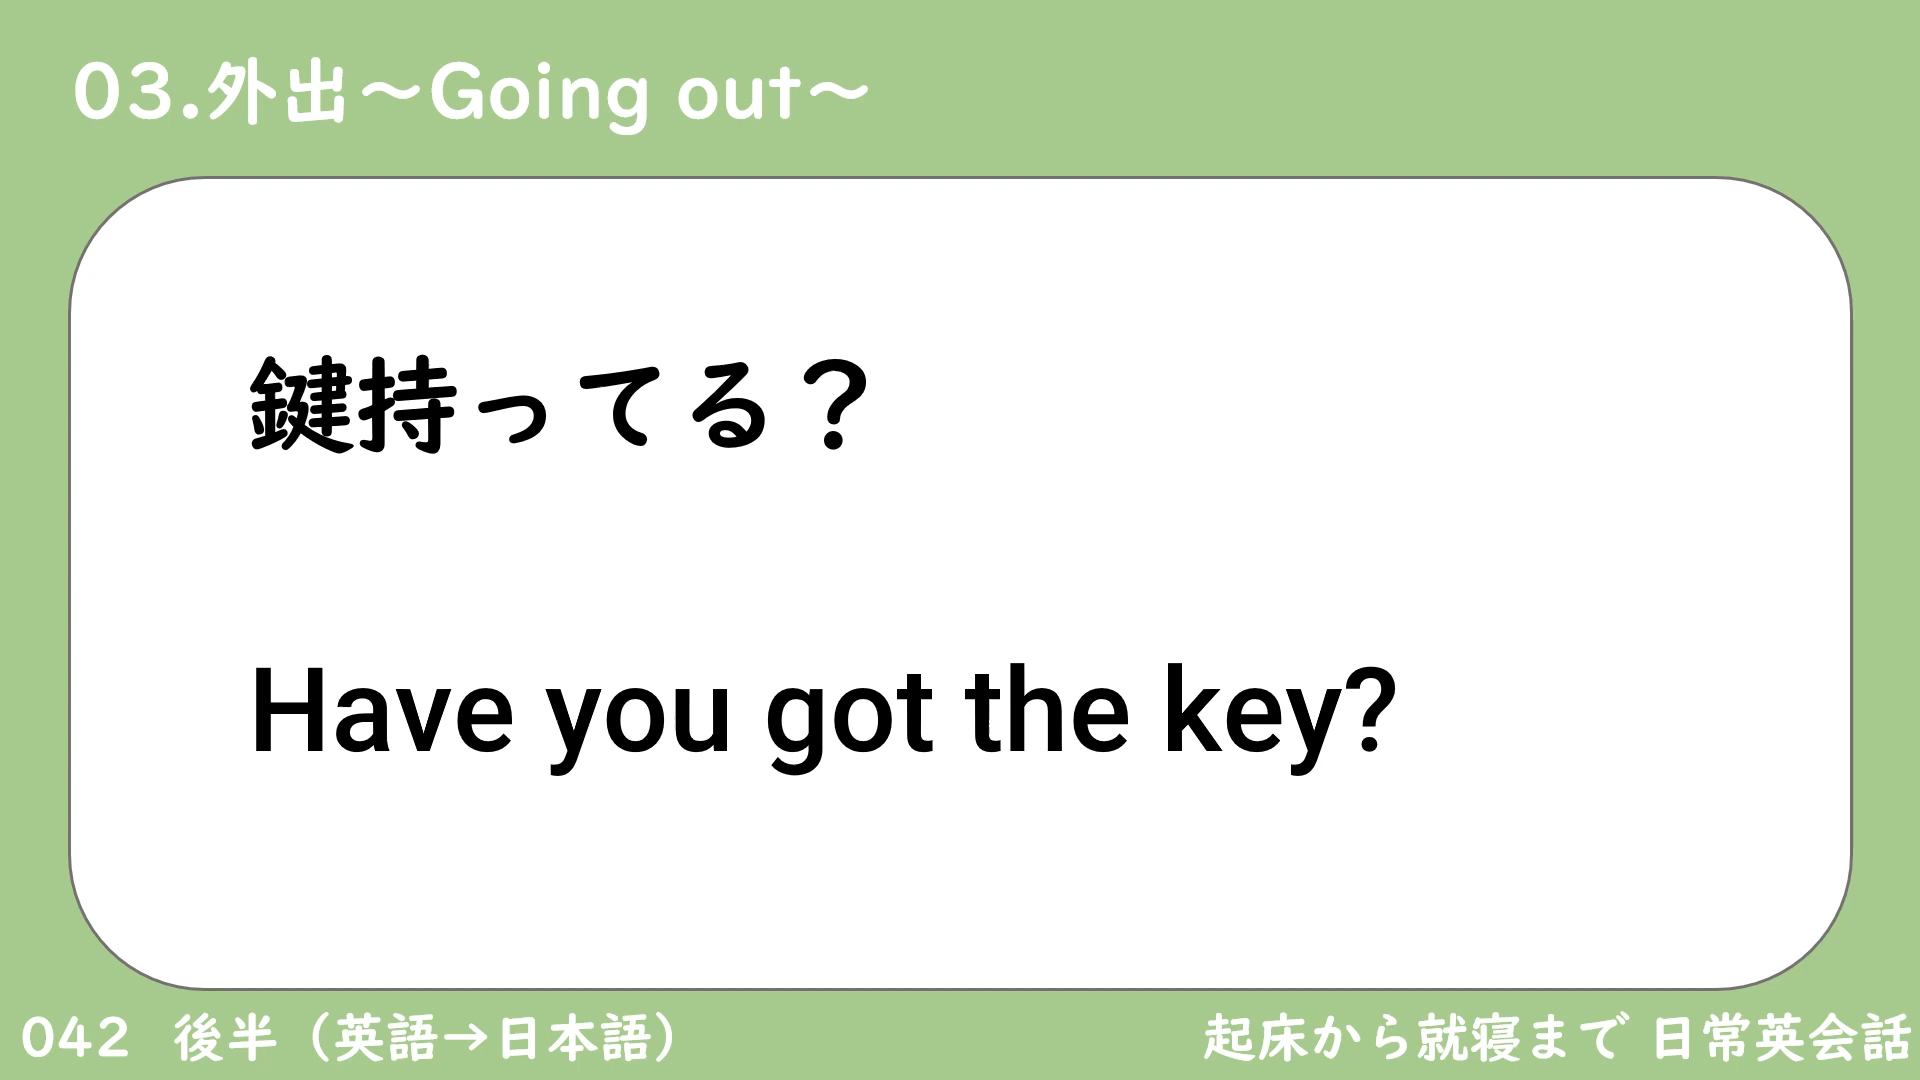 03.外出〜Going out〜
鍵持ってる？
Have you got the key?
042 後半（英語→日本語）
起床から就寝まで 日常英会話